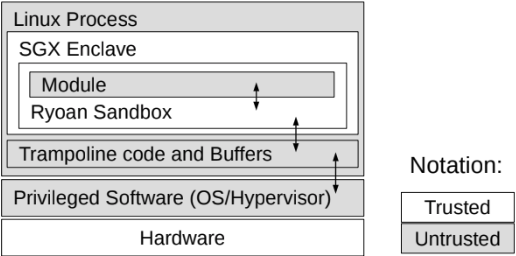 Linux Process
SGX Enclave
Module
Ryoan Sandbox
Trampoline code and Buffers
Privileged Software (OS/Hypervisor)
Hardware
Notation:
Trusted
Untrusted